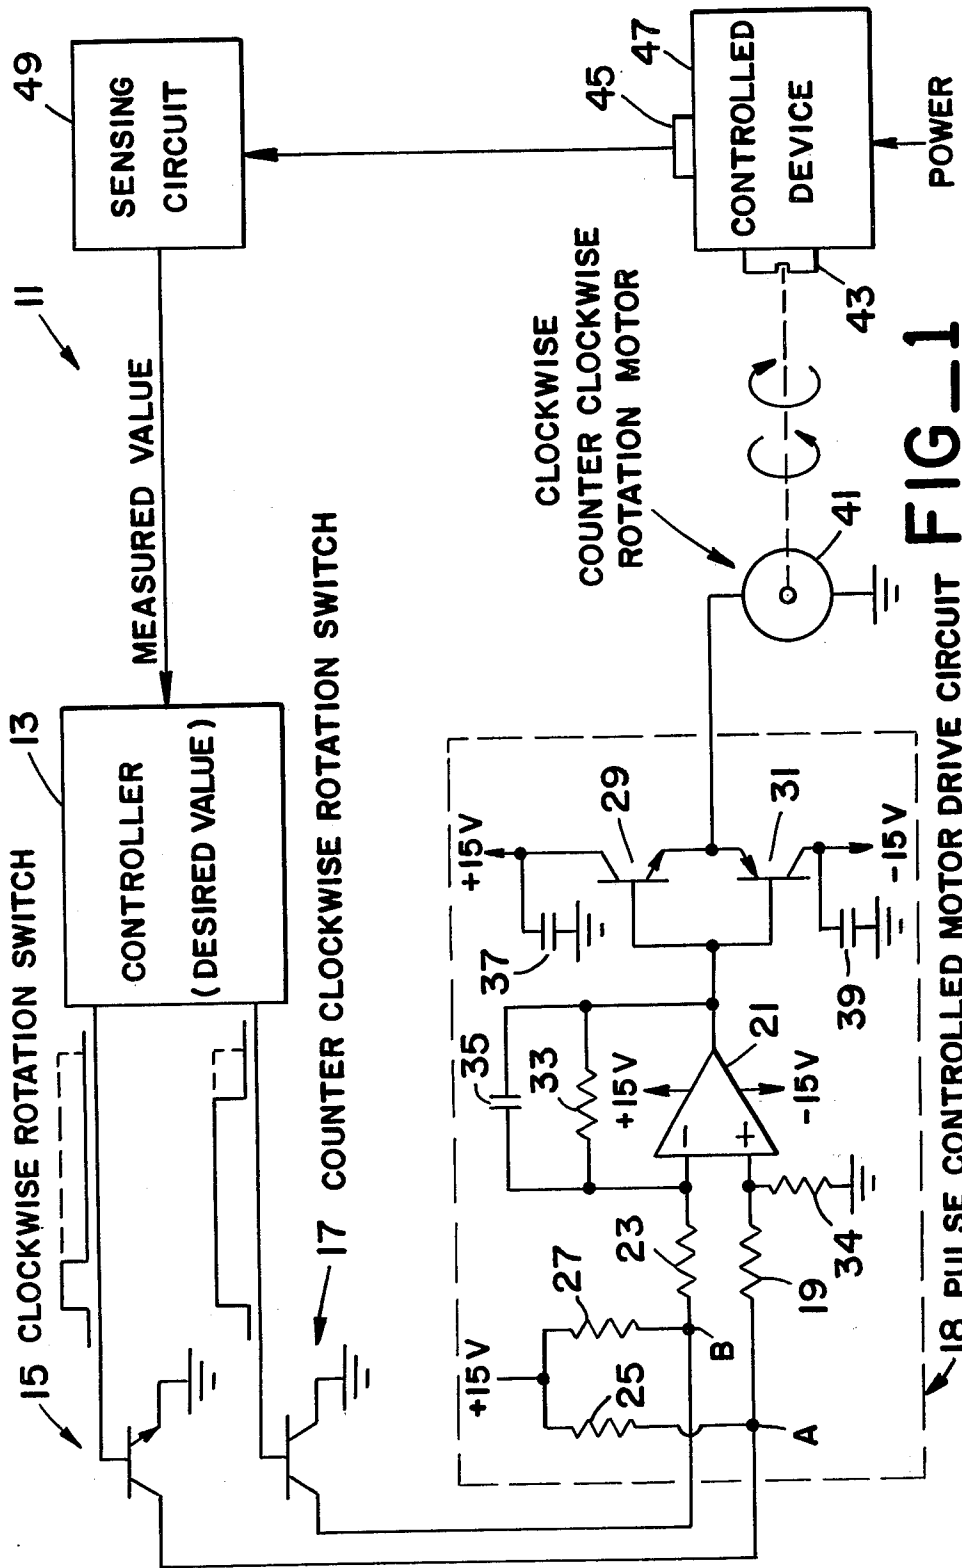 15 CLOCKWISE ROTATION SWITCH
13
CONTROLLER
(DESIRED VALUE)
MEASURED VALUE
11
49
SENSING
CIRCUIT
17 COUNTER CLOCKWISE ROTATION SWITCH
CLOCKWISE
COUNTER CLOCKWISE
ROTATION MOTOR
45
47
CONTROLLED
DEVICE
43
POWER
41
+15V
27
25
B
A
23
19
34
35
33
+15V
21
-15V
-
+
+15V
37
29
31
39
-15V
18 PULSE CONTROLLED MOTOR DRIVE CIRCUIT
FIG_1